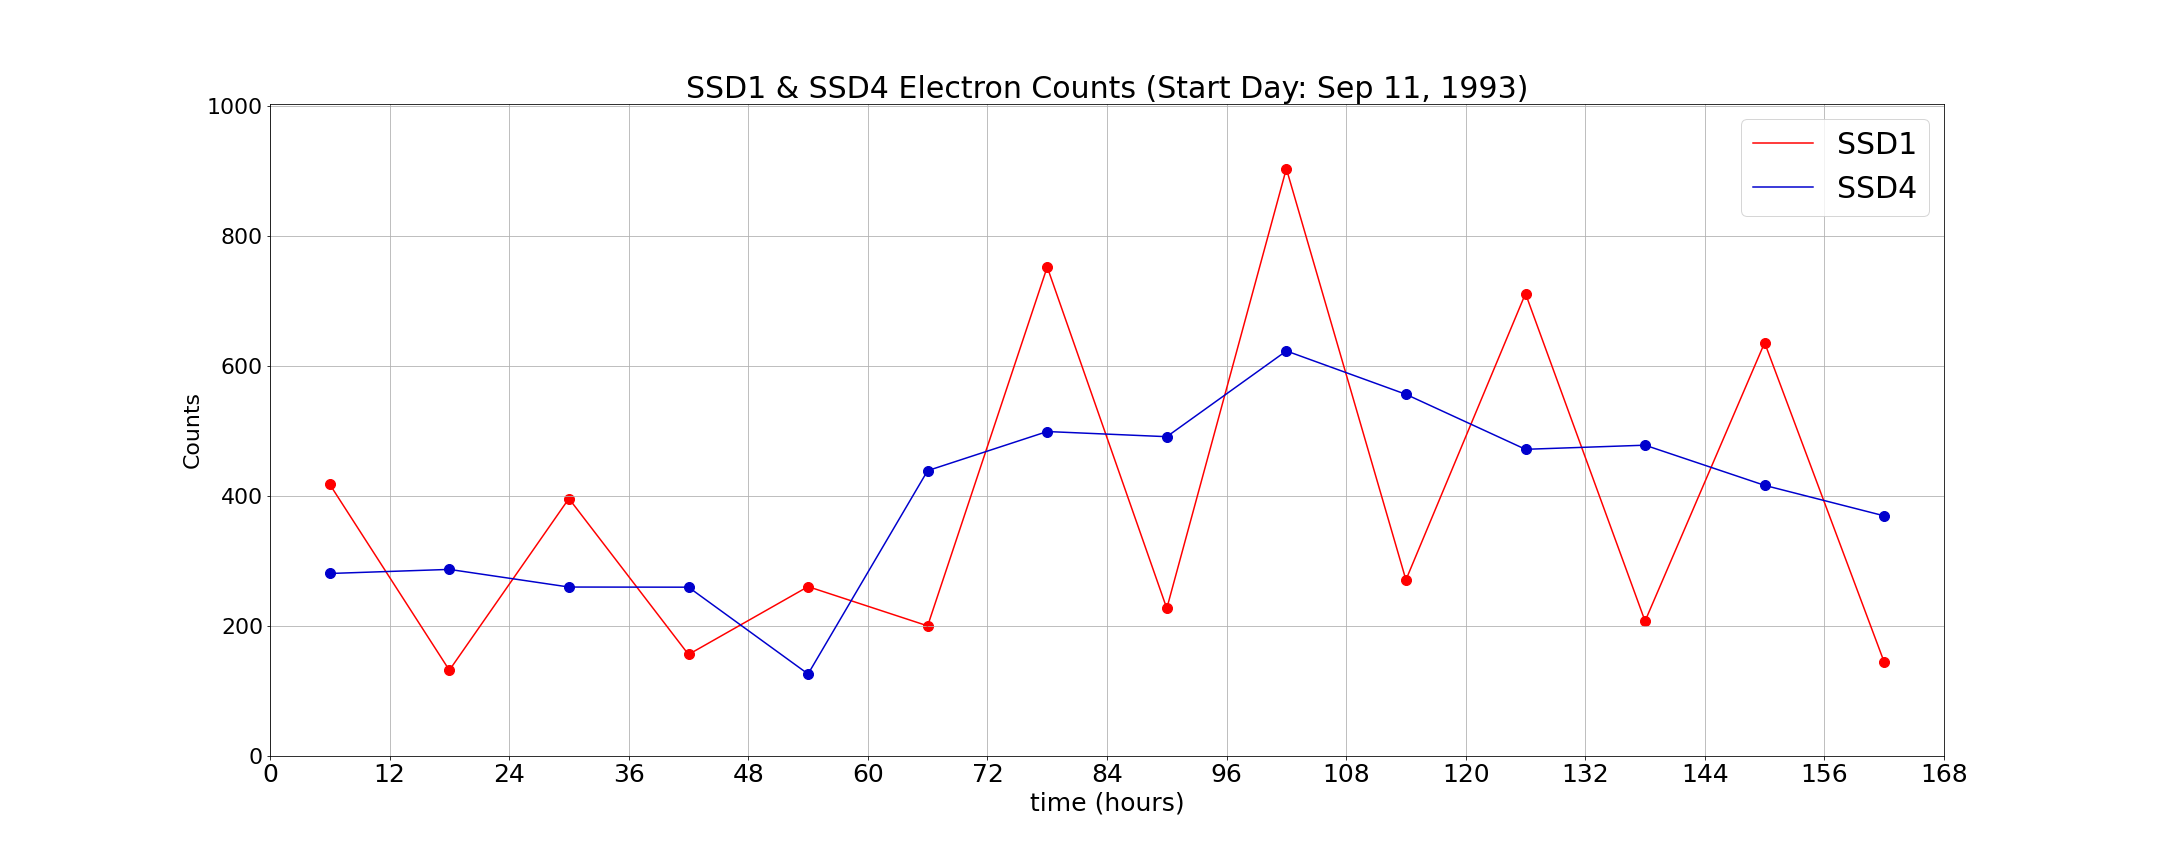 SSD1 & SSD4 Electron Counts (Start Day: Sep 11, 1993)
1000
800
600
400
200
0
Counts
SSD1
SSD4
0 12 24 36 48 60 72 84 96 108 120 132 144 156 168
time (hours)